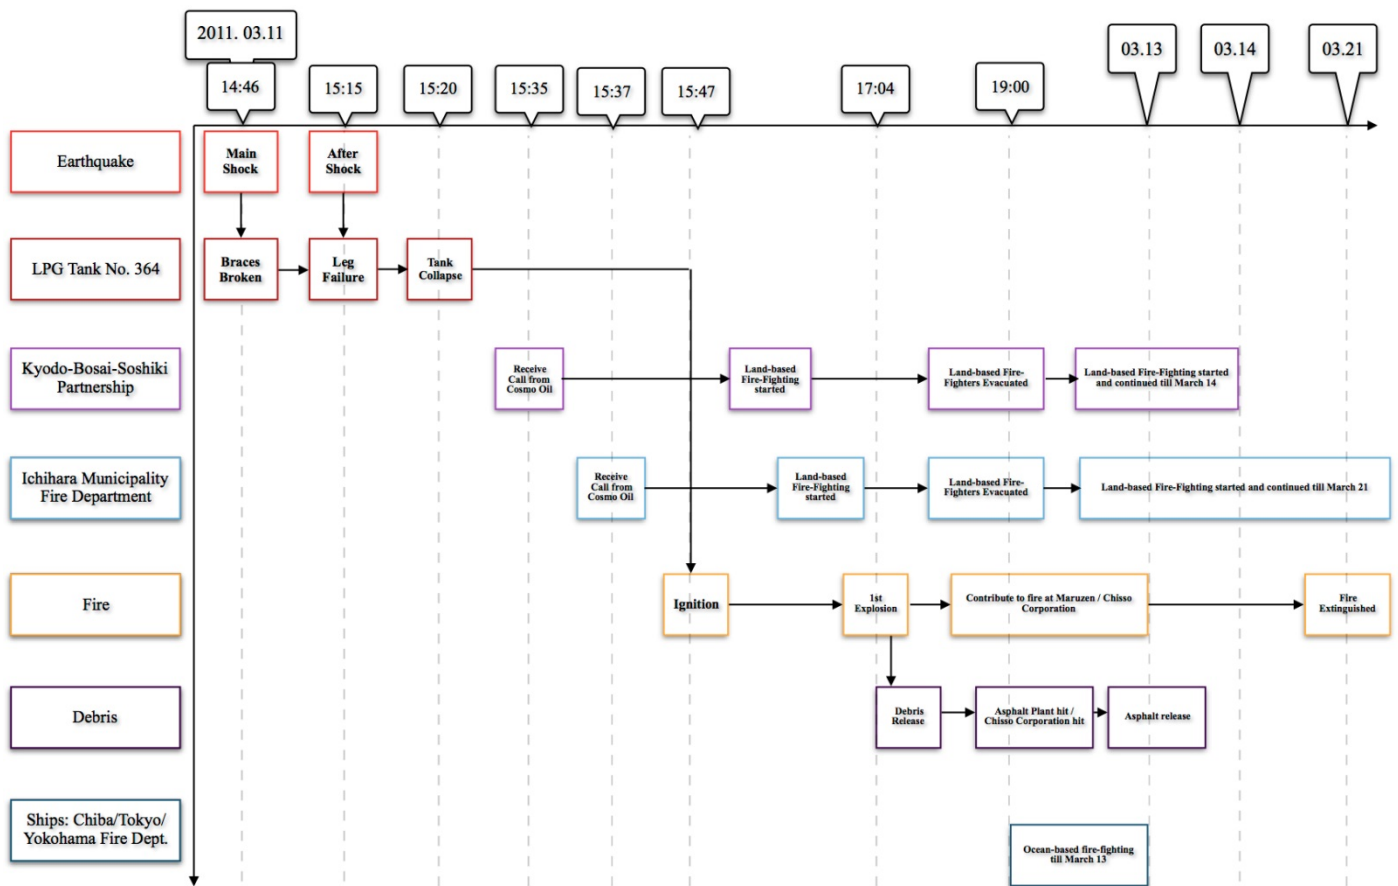 2011. 03.11
14:46
15:15
15:20
15:35
15:37
15:47
17:04
19:00
03.13
03.14
03.21
Earthquake
Main
Shock
After
Shock
LPG Tank No. 364
Braces
Broken
Leg
Failure
Tank
Collapse
Kyodo-Bosai-Soshiki
Partnership
Receive
Call from
Cosmo Oil
Land-based
Fire-Fighting
started
Land-based Fire-
Fighters Evacuated
Land-based Fire-Fighting started
and continued till March 14
Ichihara Municipality
Fire Department
Receive
Call from
Cosmo Oil
Land-based
Fire-Fighting
started
Land-based Fire-
Fighters Evacuated
Land-based Fire-Fighting started and continued till March 21
Fire
Ignition
1st
Explosion
Contribute to fire at Maruzen / Chisso
Corporation
Fire
Extinguished
Debris
Debris
Release
Asphalt Plant hit /
Chisso Corporation hit
Asphalt release
Ships: Chiba/Tokyo/
Yokohama Fire Dept.
Ocean-based fire-fighting
till March 13